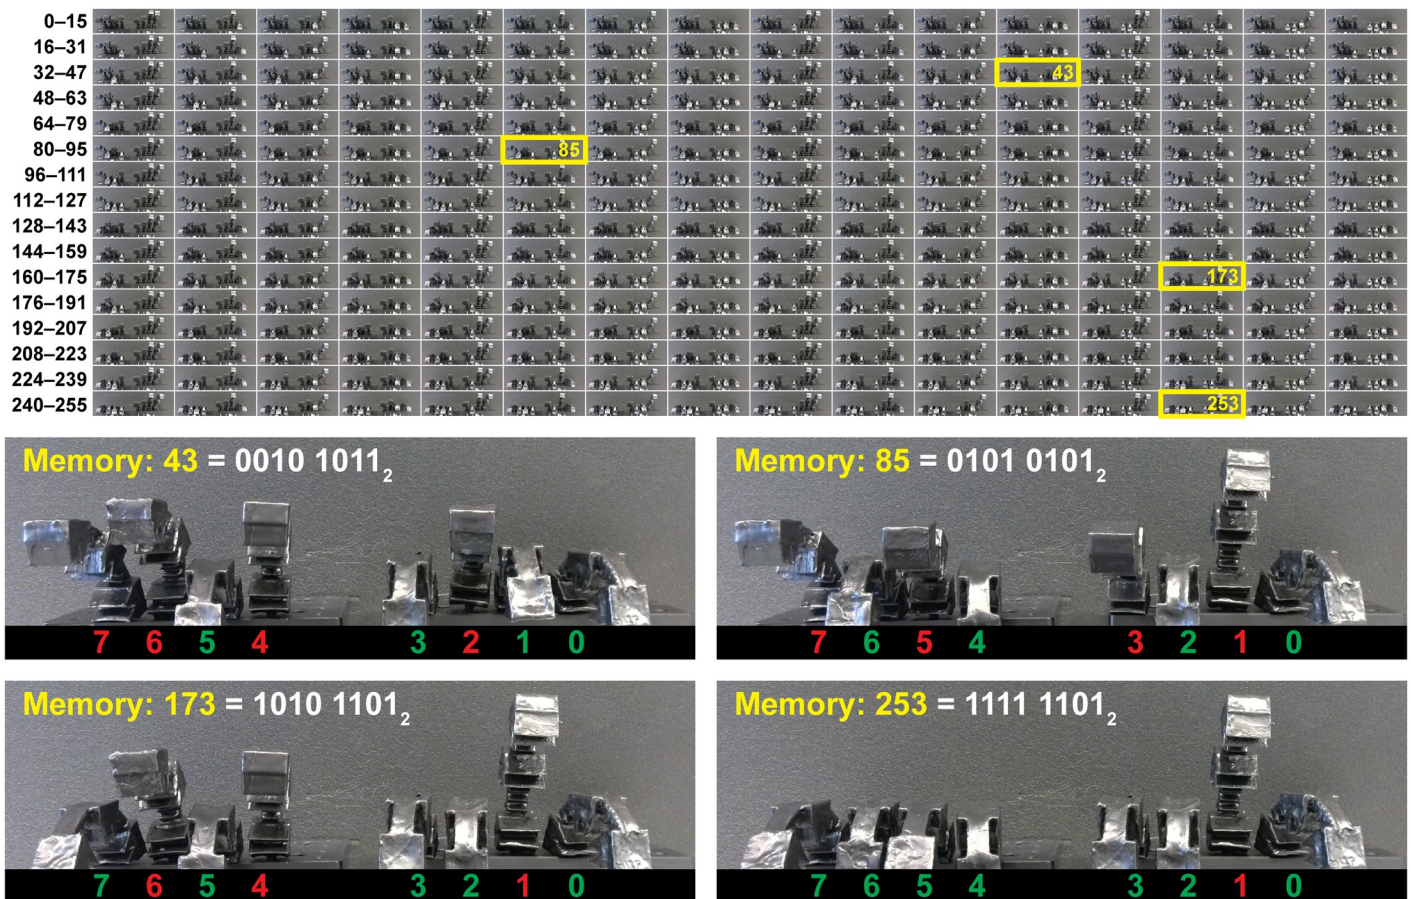 0–15
16–31
32–47 43
48–63
64–79
80–95 85
96–111
112–127
128–143
144–159
160–175 173
176–191
192–207
208–223
224–239
240–255 253
Memory: 43 = 0010 1011₂
7 6 5 4 3 2 1 0
Memory: 85 = 0101 0101₂
7 6 5 4 3 2 1 0
Memory: 173 = 1010 1101₂
7 6 5 4 3 2 1 0
Memory: 253 = 1111 1101₂
7 6 5 4 3 2 1 0